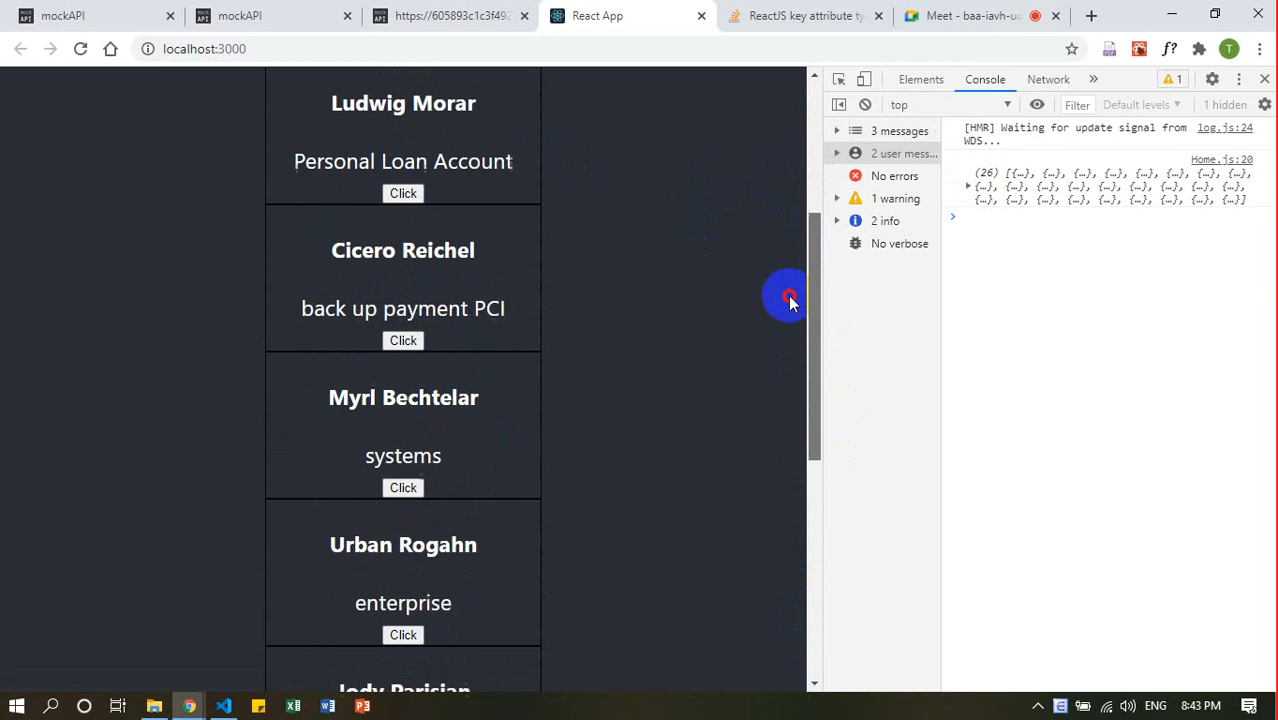 mockAPI
mockAPI
https://605893c1c3f492
React App
ReactJS key attribute ty
Meet - baa-iavh-uc
localhost:3000
Elements
Console
Network
1
top
Filter
Default levels
1 hidden
3 messages
2 user mess...
No errors
1 warning
2 info
No verbose
[HMR] Waiting for update signal from log.js:24
WDS...
Home.js:20
(26) [{…}, {…}, {…}, {…}, {…}, {…}, {…}, {…},
{…}, {…}, {…}, {…}, {…}, {…}, {…}, {…}, {…},
{…}, {…}, {…}, {…}, {…}, {…}, {…}, {…}, {…}]
Ludwig Morar
Personal Loan Account
Click
Cicero Reichel
back up payment PCI
Click
Myrl Bechtelar
systems
Click
Urban Rogahn
enterprise
Click
Jody Parisian
ENG
8:43 PM